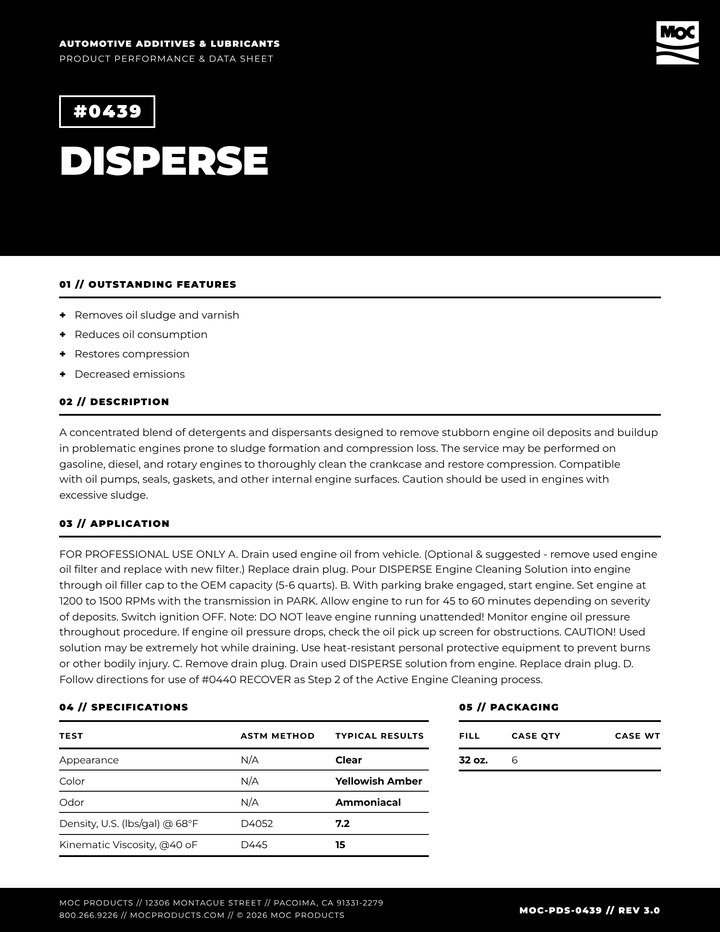 AUTOMOTIVE ADDITIVES & LUBRICANTS
PRODUCT PERFORMANCE & DATA SHEET
MOC
#0439
DISPERSE
01 // OUTSTANDING FEATURES
+ Removes oil sludge and varnish
+ Reduces oil consumption
+ Restores compression
+ Decreased emissions
02 // DESCRIPTION
A concentrated blend of detergents and dispersants designed to remove stubborn engine oil deposits and buildup
in problematic engines prone to sludge formation and compression loss. The service may be performed on
gasoline, diesel, and rotary engines to thoroughly clean the crankcase and restore compression. Compatible
with oil pumps, seals, gaskets, and other internal engine surfaces. Caution should be used in engines with
excessive sludge.
03 // APPLICATION
FOR PROFESSIONAL USE ONLY A. Drain used engine oil from vehicle. (Optional & suggested - remove used engine
oil filter and replace with new filter.) Replace drain plug. Pour DISPERSE Engine Cleaning Solution into engine
through oil filler cap to the OEM capacity (5-6 quarts). B. With parking brake engaged, start engine. Set engine at
1200 to 1500 RPMs with the transmission in PARK. Allow engine to run for 45 to 60 minutes depending on severity
of deposits. Switch ignition OFF. Note: DO NOT leave engine running unattended! Monitor engine oil pressure
throughout procedure. If engine oil pressure drops, check the oil pick up screen for obstructions. CAUTION! Used
solution may be extremely hot while draining. Use heat-resistant personal protective equipment to prevent burns
or other bodily injury. C. Remove drain plug. Drain used DISPERSE solution from engine. Replace drain plug. D.
Follow directions for use of #0440 RECOVER as Step 2 of the Active Engine Cleaning process.
04 // SPECIFICATIONS
TEST ASTM METHOD TYPICAL RESULTS
Appearance N/A Clear
Color N/A Yellowish Amber
Odor N/A Ammoniacal
Density, U.S. (lbs/gal) @ 68°F D4052 7.2
Kinematic Viscosity, @40 oF D445 15
05 // PACKAGING
FILL CASE QTY CASE WT
32 oz. 6
MOC PRODUCTS // 12306 MONTAGUE STREET // PACOIMA, CA 91331-2279
800.266.9226 // MOCPRODUCTS.COM // © 2026 MOC PRODUCTS
MOC-PDS-0439 // REV 3.0